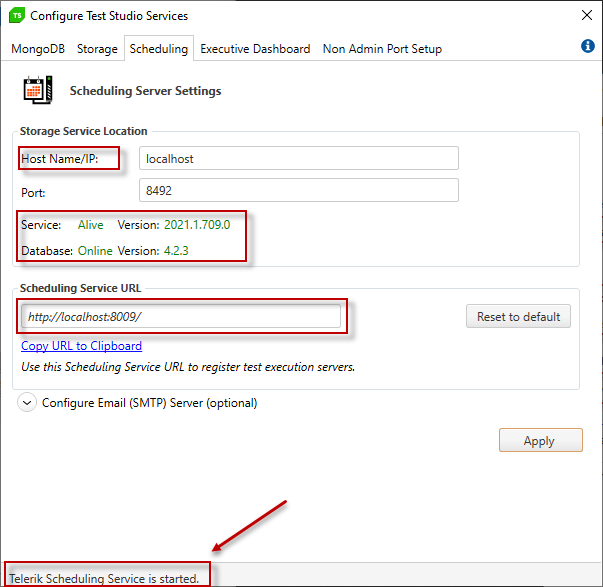 TS Configure Test Studio Services
MongoDB Storage Scheduling Executive Dashboard Non Admin Port Setup
Scheduling Server Settings
Storage Service Location
Host Name/IP: localhost
Port: 8492
Service: Alive Version: 2021.1.709.0
Database: Online Version: 4.2.3
Scheduling Service URL
http://localhost:8009/ Reset to default
Copy URL to Clipboard
Use this Scheduling Service URL to register test execution servers.
Configure Email (SMTP) Server (optional)
Apply
Telerik Scheduling Service is started.